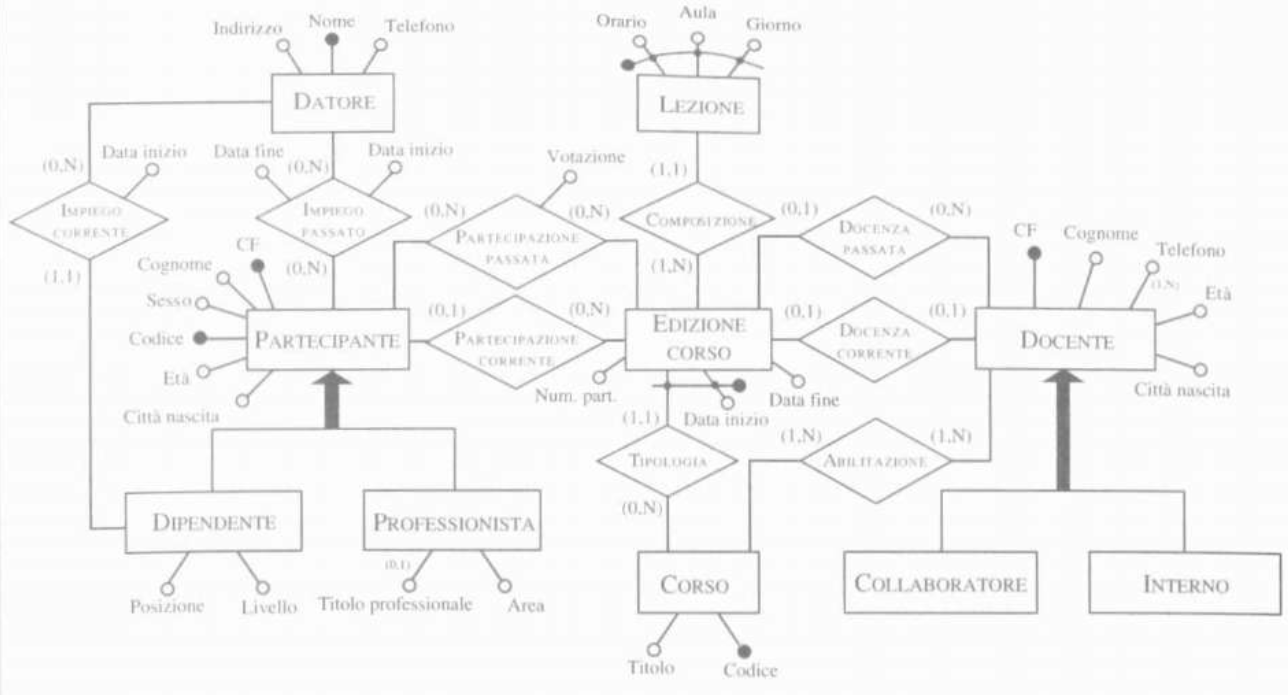 Nome
Indirizzo
Telefono
DATORE
Orario
Aula
Giorno
LEZIONE
(0,N)
Data inizio
IMPIEGO
CORRENTE
(1,1)
Data fine
(0,N)
Data inizio
IMPIEGO
PASSATO
(0,N)
Votazione
(0,N)
(0,N)
PARTECIPAZIONE
PASSATA
(1,1)
COMPOSIZIONE
(1,N)
(0,1)
(0,N)
DOCENZA
PASSATA
CF
Cognome
Sesso
Codice
Età
Città nascita
PARTECIPANTE
(0,1)
(0,N)
PARTECIPAZIONE
CORRENTE
EDIZIONE
CORSO
Num. part.
Data inizio
Data fine
(0,1)
(0,1)
DOCENZA
CORRENTE
CF
Cognome
Telefono
(1,N)
Età
DOCENTE
Città nascita
(1,1)
TIPOLOGIA
(0,N)
(1,N)
(1,N)
ABILITAZIONE
DIPENDENTE
Posizione
Livello
PROFESSIONISTA
(0,1)
Titolo professionale
Area
CORSO
Titolo
Codice
COLLABORATORE
INTERNO